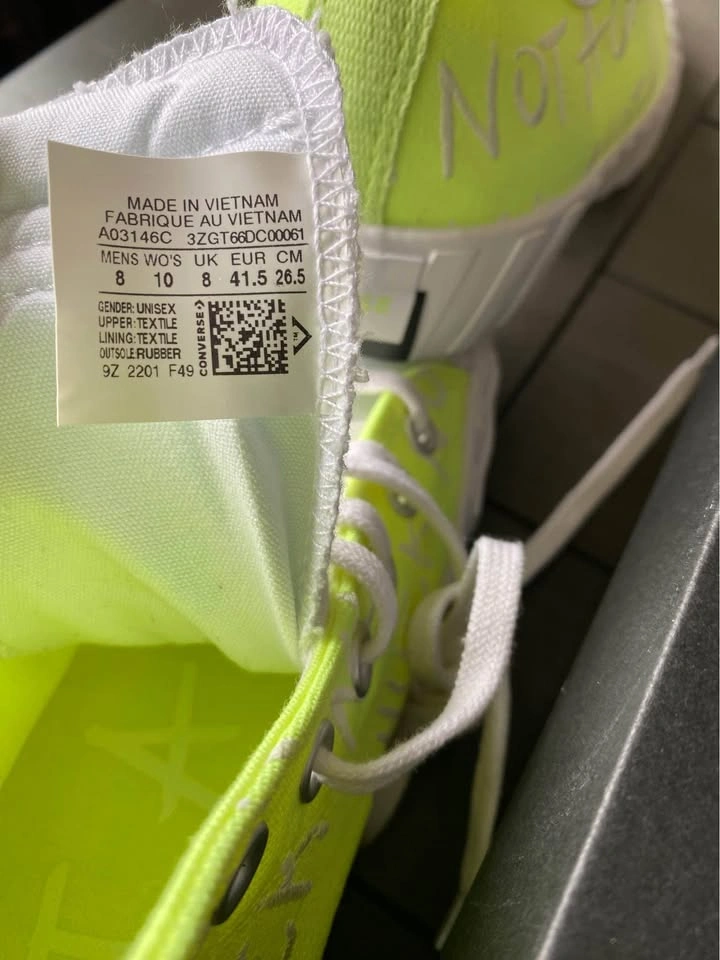 MADE IN VIETNAM
FABRIQUE AU VIETNAM
A03146C 3ZGT66DC00061
MENS WO'S UK EUR CM
8 10 8 41.5 26.5
GENDER: UNISEX
UPPER: TEXTILE
LINING: TEXTILE
OUTSOLE: RUBBER
9Z 2201 F49
CONVERSE
NOT